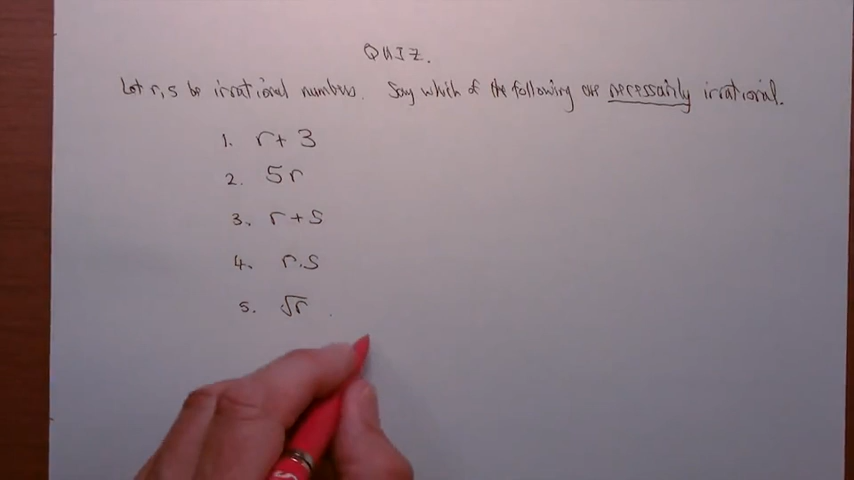 QUIZ.
Let r, s be irrational numbers. Say which of the following are necessarily irrational.
1. r + 3
2. 5r
3. r + s
4. r.s
5. √r .